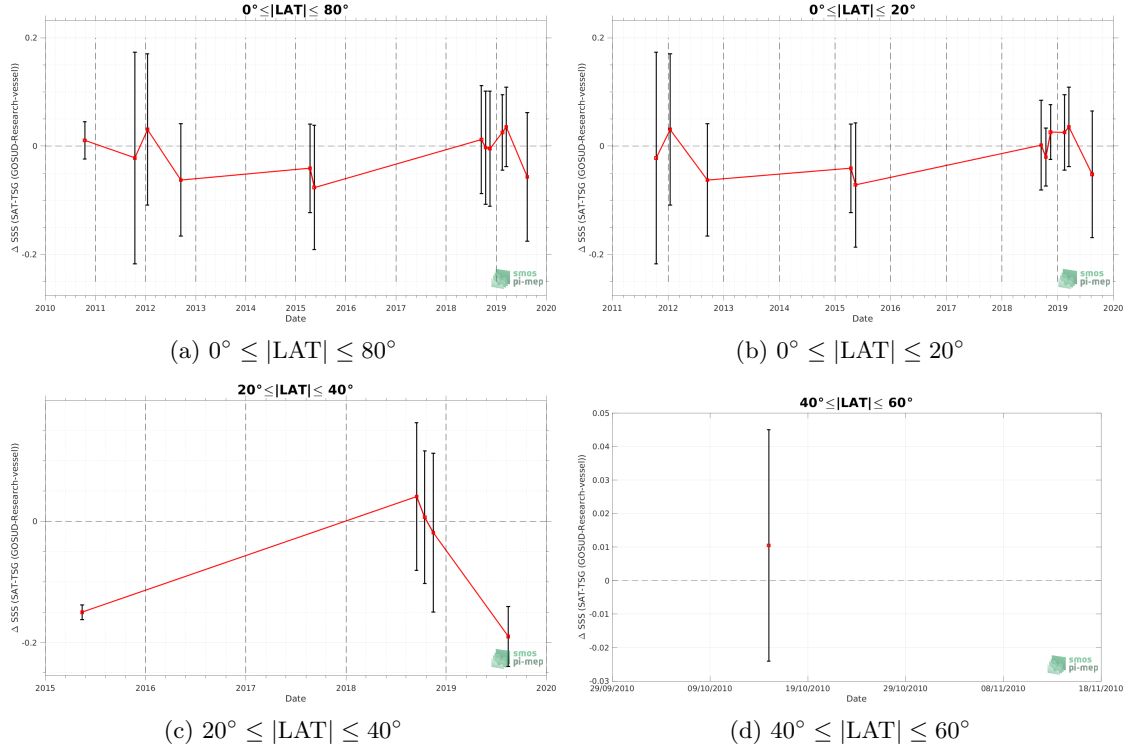 0°≤|LAT|≤ 80°
Δ SSS (SAT-TSG (GOSUD-Research-vessel))
0.2
0
-0.2
2010 2011 2012 2013 2014 2015 2016 2017 2018 2019 2020
Date
smos
pi-mep
(a) 0° ≤ |LAT| ≤ 80°
0°≤|LAT|≤ 20°
Δ SSS (SAT-TSG (GOSUD-Research-vessel))
0.2
0
-0.2
2011 2012 2013 2014 2015 2016 2017 2018 2019 2020
Date
smos
pi-mep
(b) 0° ≤ |LAT| ≤ 20°
20°≤|LAT|≤ 40°
Δ SSS (SAT-TSG (GOSUD-Research-vessel))
0
-0.2
2015 2016 2017 2018 2019 2020
Date
smos
pi-mep
(c) 20° ≤ |LAT| ≤ 40°
40°≤|LAT|≤ 60°
Δ SSS (SAT-TSG (GOSUD-Research-vessel))
0.05
0.04
0.03
0.02
0.01
0
-0.01
-0.02
-0.03
29/09/2010 09/10/2010 19/10/2010 29/10/2010 08/11/2010 18/11/2010
Date
smos
pi-mep
(d) 40° ≤ |LAT| ≤ 60°